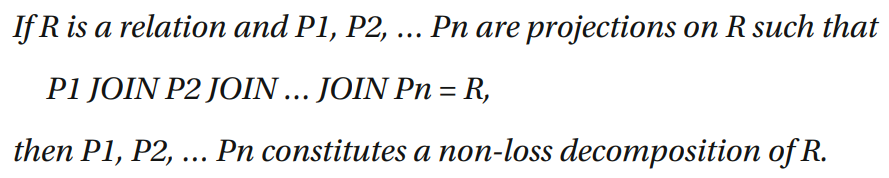 If R is a relation and P1, P2, … Pn are projections on R such that
P1 JOIN P2 JOIN … JOIN Pn = R,
then P1, P2, … Pn constitutes a non-loss decomposition of R.